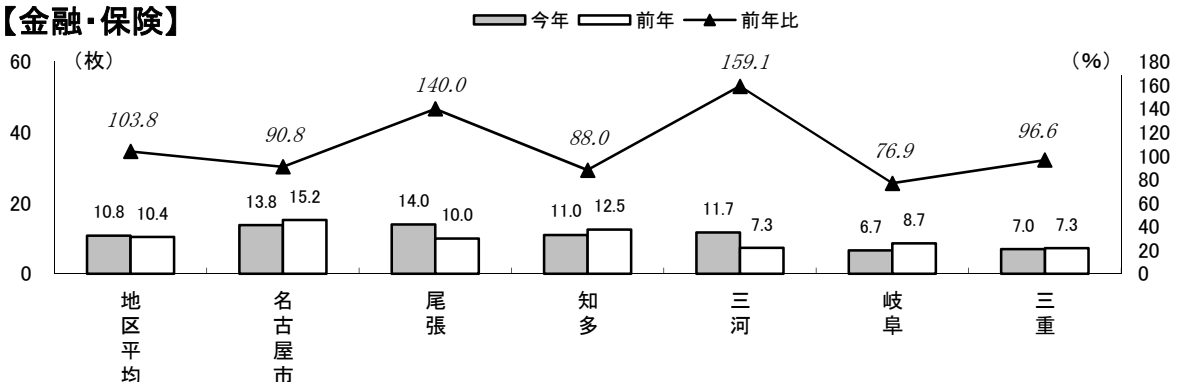 【金融・保険】
今年 前年 前年比
（枚） （%）
60 40 20 0
180 160 140 120 100 80 60 40 20 0
103.8 90.8 140.0 88.0 159.1 76.9 96.6
10.8 10.4 13.8 15.2 14.0 10.0 11.0 12.5 11.7 7.3 6.7 8.7 7.0 7.3
地区平均
名古屋市
尾張
知多
三河
岐阜
三重